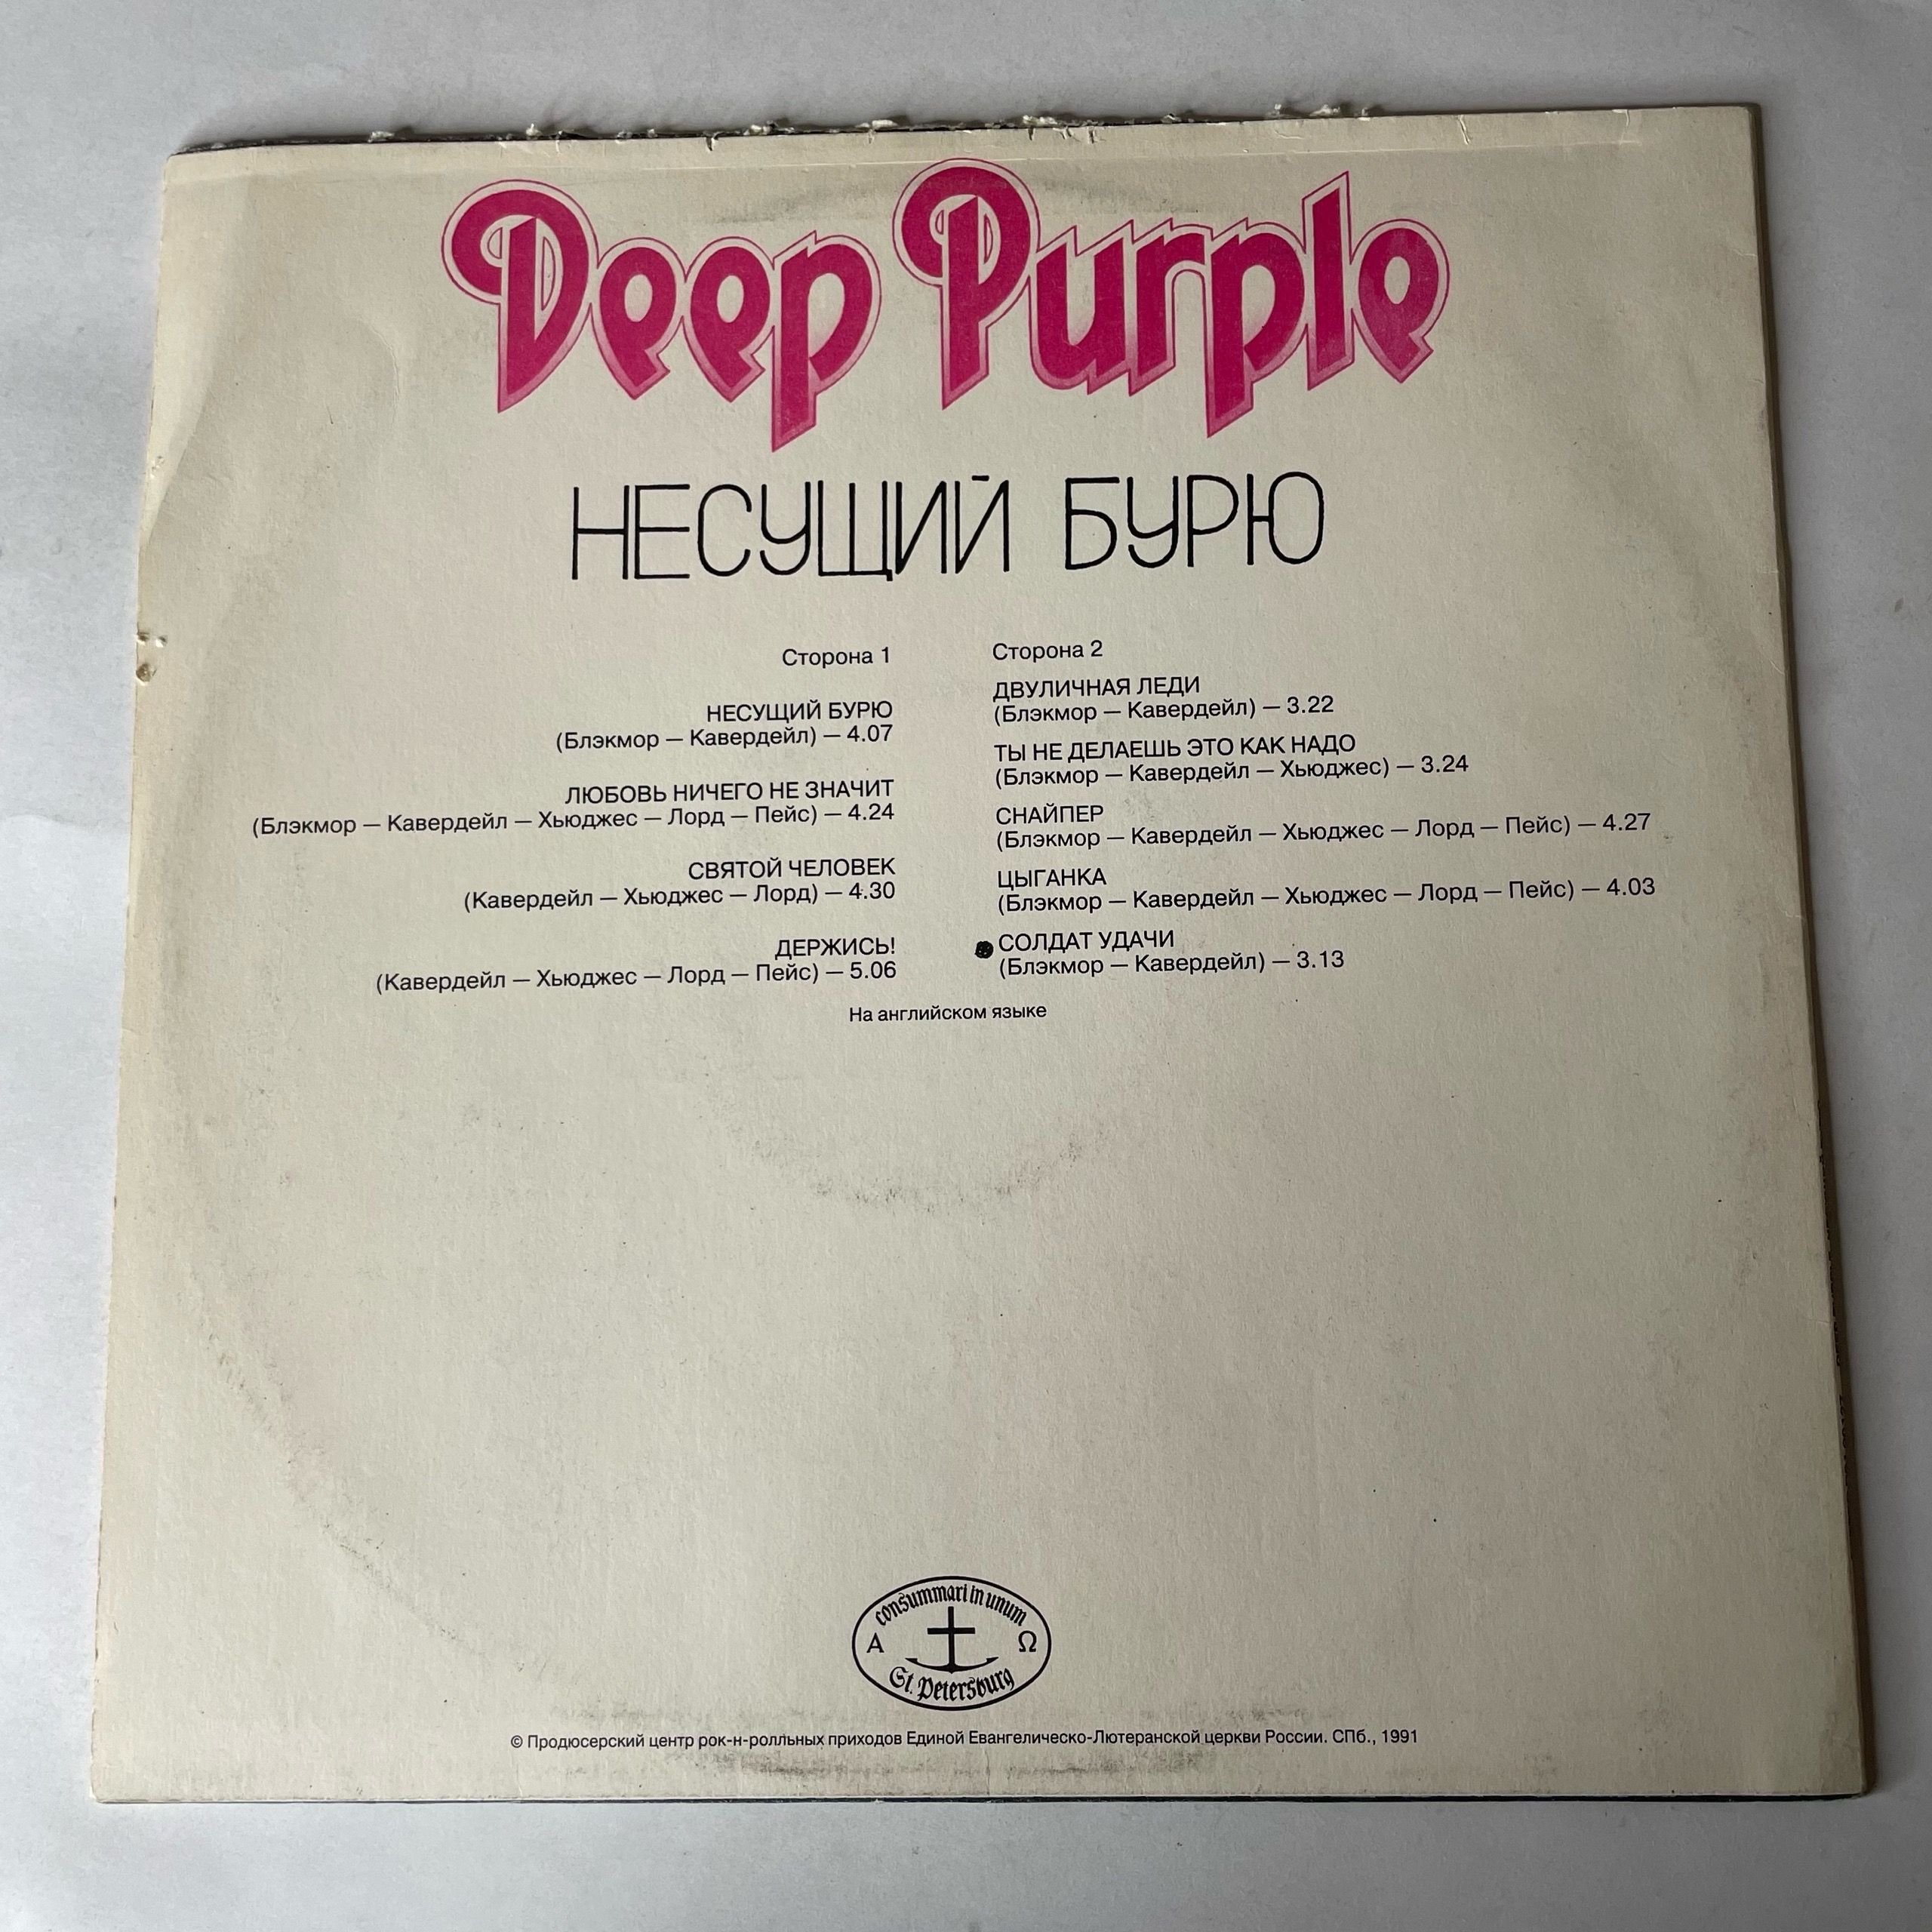 Deep Purple
НЕСУЩИЙ БУРЮ
Сторона 1
НЕСУЩИЙ БУРЮ
(Блэкмор — Кавердейл) — 4.07
ЛЮБОВЬ НИЧЕГО НЕ ЗНАЧИТ
(Блэкмор — Кавердейл — Хьюджес — Лорд — Пейс) — 4.24
СВЯТОЙ ЧЕЛОВЕК
(Кавердейл — Хьюджес — Лорд) — 4.30
ДЕРЖИСЬ!
(Кавердейл — Хьюджес — Лорд — Пейс) — 5.06
Сторона 2
ДВУЛИЧНАЯ ЛЕДИ
(Блэкмор — Кавердейл) — 3.22
ТЫ НЕ ДЕЛАЕШЬ ЭТО КАК НАДО
(Блэкмор — Кавердейл — Хьюджес) — 3.24
СНАЙПЕР
(Блэкмор — Кавердейл — Хьюджес — Лорд — Пейс) — 4.27
ЦЫГАНКА
(Блэкмор — Кавердейл — Хьюджес — Лорд — Пейс) — 4.03
СОЛДАТ УДАЧИ
(Блэкмор — Кавердейл) — 3.13
На английском языке
consummari in unum
Α Ω
St. Petersburg
© Продюсерский центр рок-н-ролльных приходов Единой Евангелическо-Лютеранской церкви России. СПб., 1991